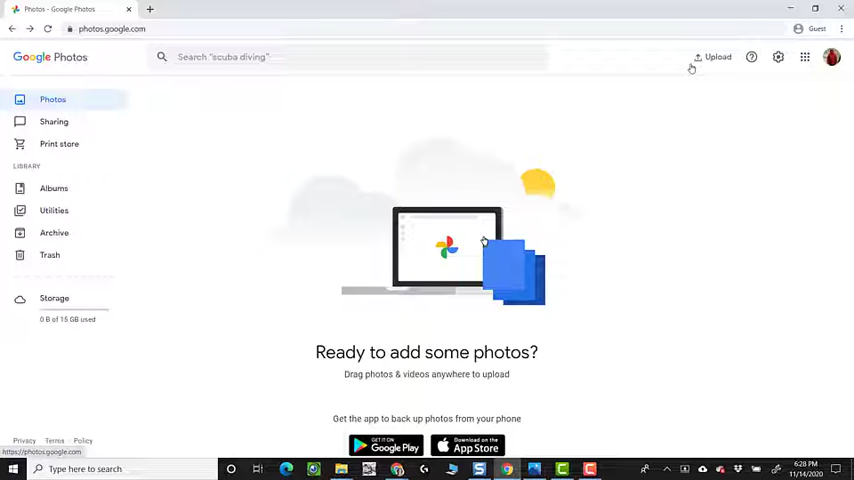 Photos - Google Photos
photos.google.com
Guest
Google Photos
Search "scuba diving"
Upload
Photos
Sharing
Print store
LIBRARY
Albums
Utilities
Archive
Trash
Storage
0 B of 15 GB used
Ready to add some photos?
Drag photos & videos anywhere to upload
Get the app to back up photos from your phone
GET IT ON
Google Play
Download on the
App Store
Privacy Terms Policy
https://photos.google.com
Type here to search
6:28 PM
11/14/2020